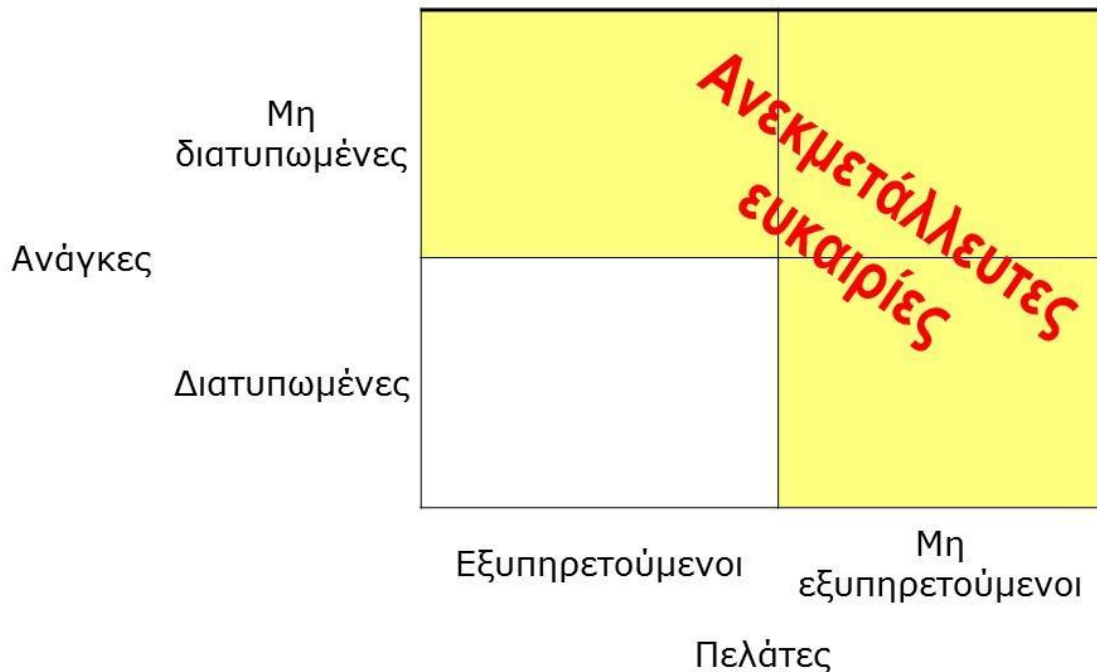 Μη
διατυπωμένες
Ανεκμετάλλευτες
ευκαιρίες
Ανάγκες
Διατυπωμένες
Εξυπηρετούμενοι
Μη
εξυπηρετούμενοι
Πελάτες